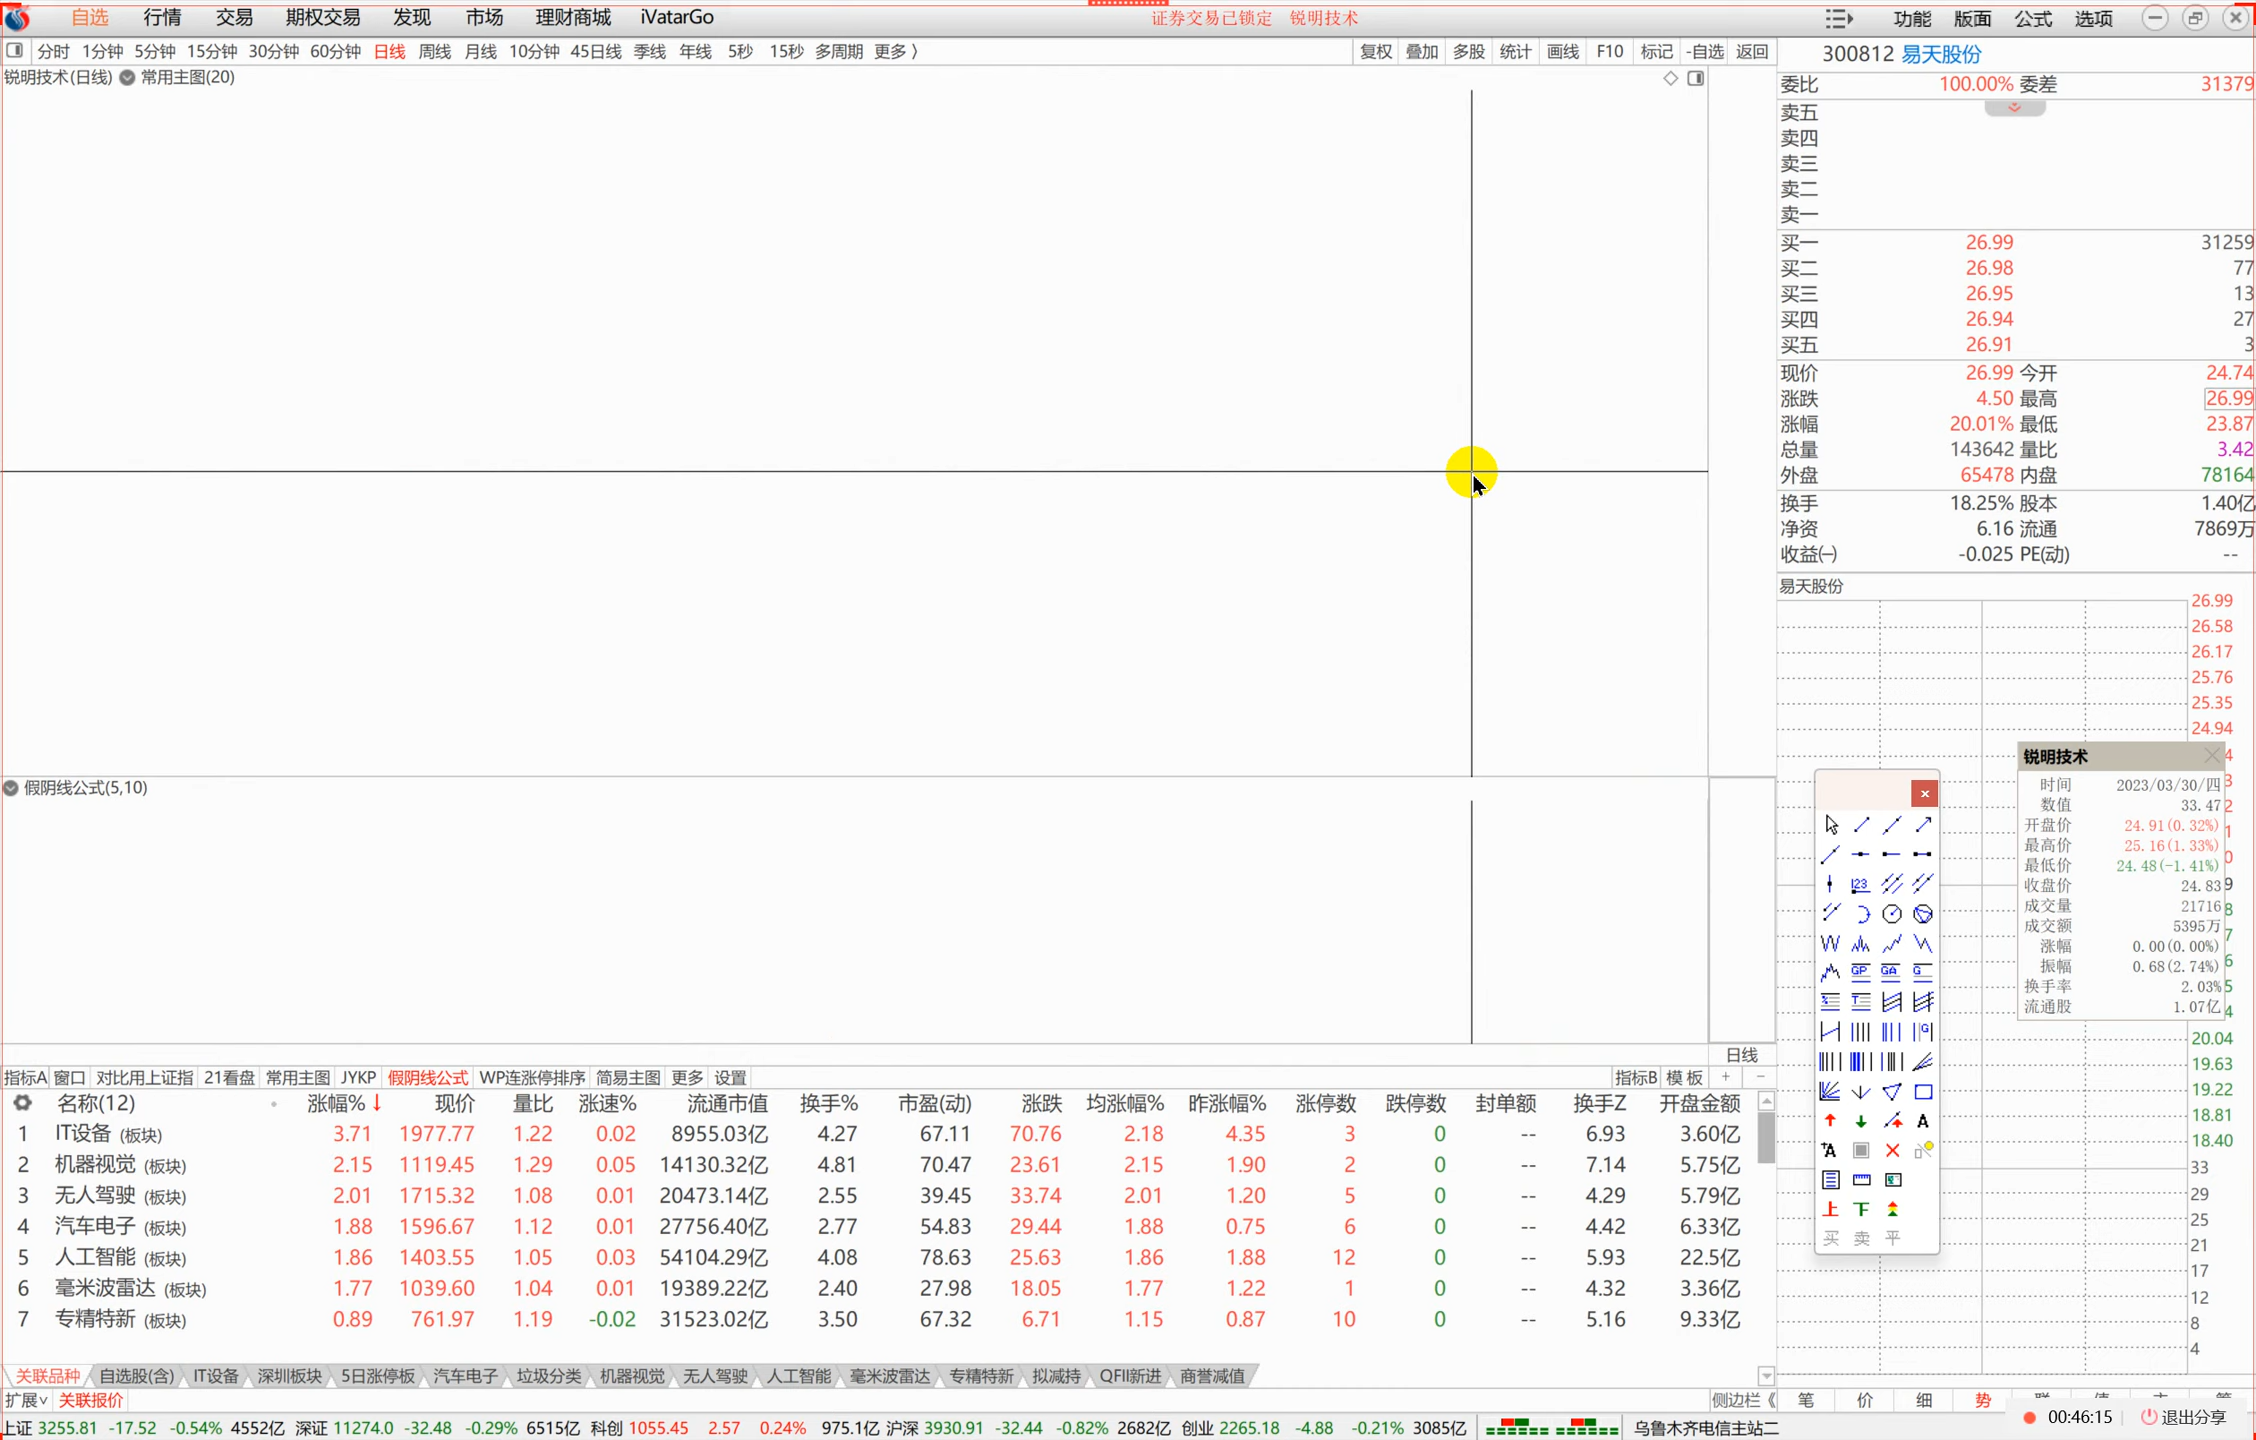 自选 行情 交易 期权交易 发现 市场 理财商城 iVatarGo 证券交易已锁定 锐明技术 功能 版面 公式 选项
分时 1分钟 5分钟 15分钟 30分钟 60分钟 日线 周线 月线 10分钟 45日线 季线 年线 5秒 15秒 多周期 更多 〉 复权 叠加 多股 统计 画线 F10 标记 -自选 返回
300812 易天股份
锐明技术(日线) 常用主图(20)
委比 100.00% 委差 31379
卖五
卖四
卖三
卖二
卖一
买一 26.99 31259
买二 26.98 77
买三 26.95 13
买四 26.94 27
买五 26.91 3
现价 26.99 今开 24.74
涨跌 4.50 最高 26.99
涨幅 20.01% 最低 23.87
总量 143642 量比 3.42
外盘 65478 内盘 78164
换手 18.25% 股本 1.40亿
净资 6.16 流通 7869万
收益㈠ -0.025 PE(动) --
易天股份
26.99
26.58
26.17
25.76
25.35
24.94
锐明技术
时间 2023/03/30/四
数值 33.47
开盘价 24.91(0.32%)
最高价 25.16(1.33%)
最低价 24.48(-1.41%)
收盘价 24.83
成交量 21716
成交额 5395万
涨幅 0.00(0.00%)
振幅 0.68(2.74%)
换手率 2.03%
流通股 1.07亿
20.04
19.63
19.22
18.81
18.40
33
29
25
21
17
12
8
4
123
GP GA G
T
G
A
A
上 下
买 卖 平
假阴线公式(5,10)
日线
指标A 窗口 对比用上证指 21看盘 常用主图 JYKP 假阴线公式 WP连涨停排序 简易主图 更多 设置 指标B 模板 + −
名称(12) 涨幅%↓ 现价 量比 涨速% 流通市值 换手% 市盈(动) 涨跌 均涨幅% 昨涨幅% 涨停数 跌停数 封单额 换手Z 开盘金额
1 IT设备 (板块) 3.71 1977.77 1.22 0.02 8955.03亿 4.27 67.11 70.76 2.18 4.35 3 0 -- 6.93 3.60亿
2 机器视觉 (板块) 2.15 1119.45 1.29 0.05 14130.32亿 4.81 70.47 23.61 2.15 1.90 2 0 -- 7.14 5.75亿
3 无人驾驶 (板块) 2.01 1715.32 1.08 0.01 20473.14亿 2.55 39.45 33.74 2.01 1.20 5 0 -- 4.29 5.79亿
4 汽车电子 (板块) 1.88 1596.67 1.12 0.01 27756.40亿 2.77 54.83 29.44 1.88 0.75 6 0 -- 4.42 6.33亿
5 人工智能 (板块) 1.86 1403.55 1.05 0.03 54104.29亿 4.08 78.63 25.63 1.86 1.88 12 0 -- 5.93 22.5亿
6 毫米波雷达 (板块) 1.77 1039.60 1.04 0.01 19389.22亿 2.40 27.98 18.05 1.77 1.22 1 0 -- 4.32 3.36亿
7 专精特新 (板块) 0.89 761.97 1.19 -0.02 31523.02亿 3.50 67.32 6.71 1.15 0.87 10 0 -- 5.16 9.33亿
关联品种 自选股(含) IT设备 深圳板块 5日涨停板 汽车电子 垃圾分类 机器视觉 无人驾驶 人工智能 毫米波雷达 专精特新 拟减持 QFII新进 商誉减值
扩展 关联报价 侧边栏《 笔 价 细 势
上证 3255.81 -17.52 -0.54% 4552亿 深证 11274.0 -32.48 -0.29% 6515亿 科创 1055.45 2.57 0.24% 975.1亿 沪深 3930.91 -32.44 -0.82% 2682亿 创业 2265.18 -4.88 -0.21% 3085亿 乌鲁木齐电信主站二
00:46:15 退出分享